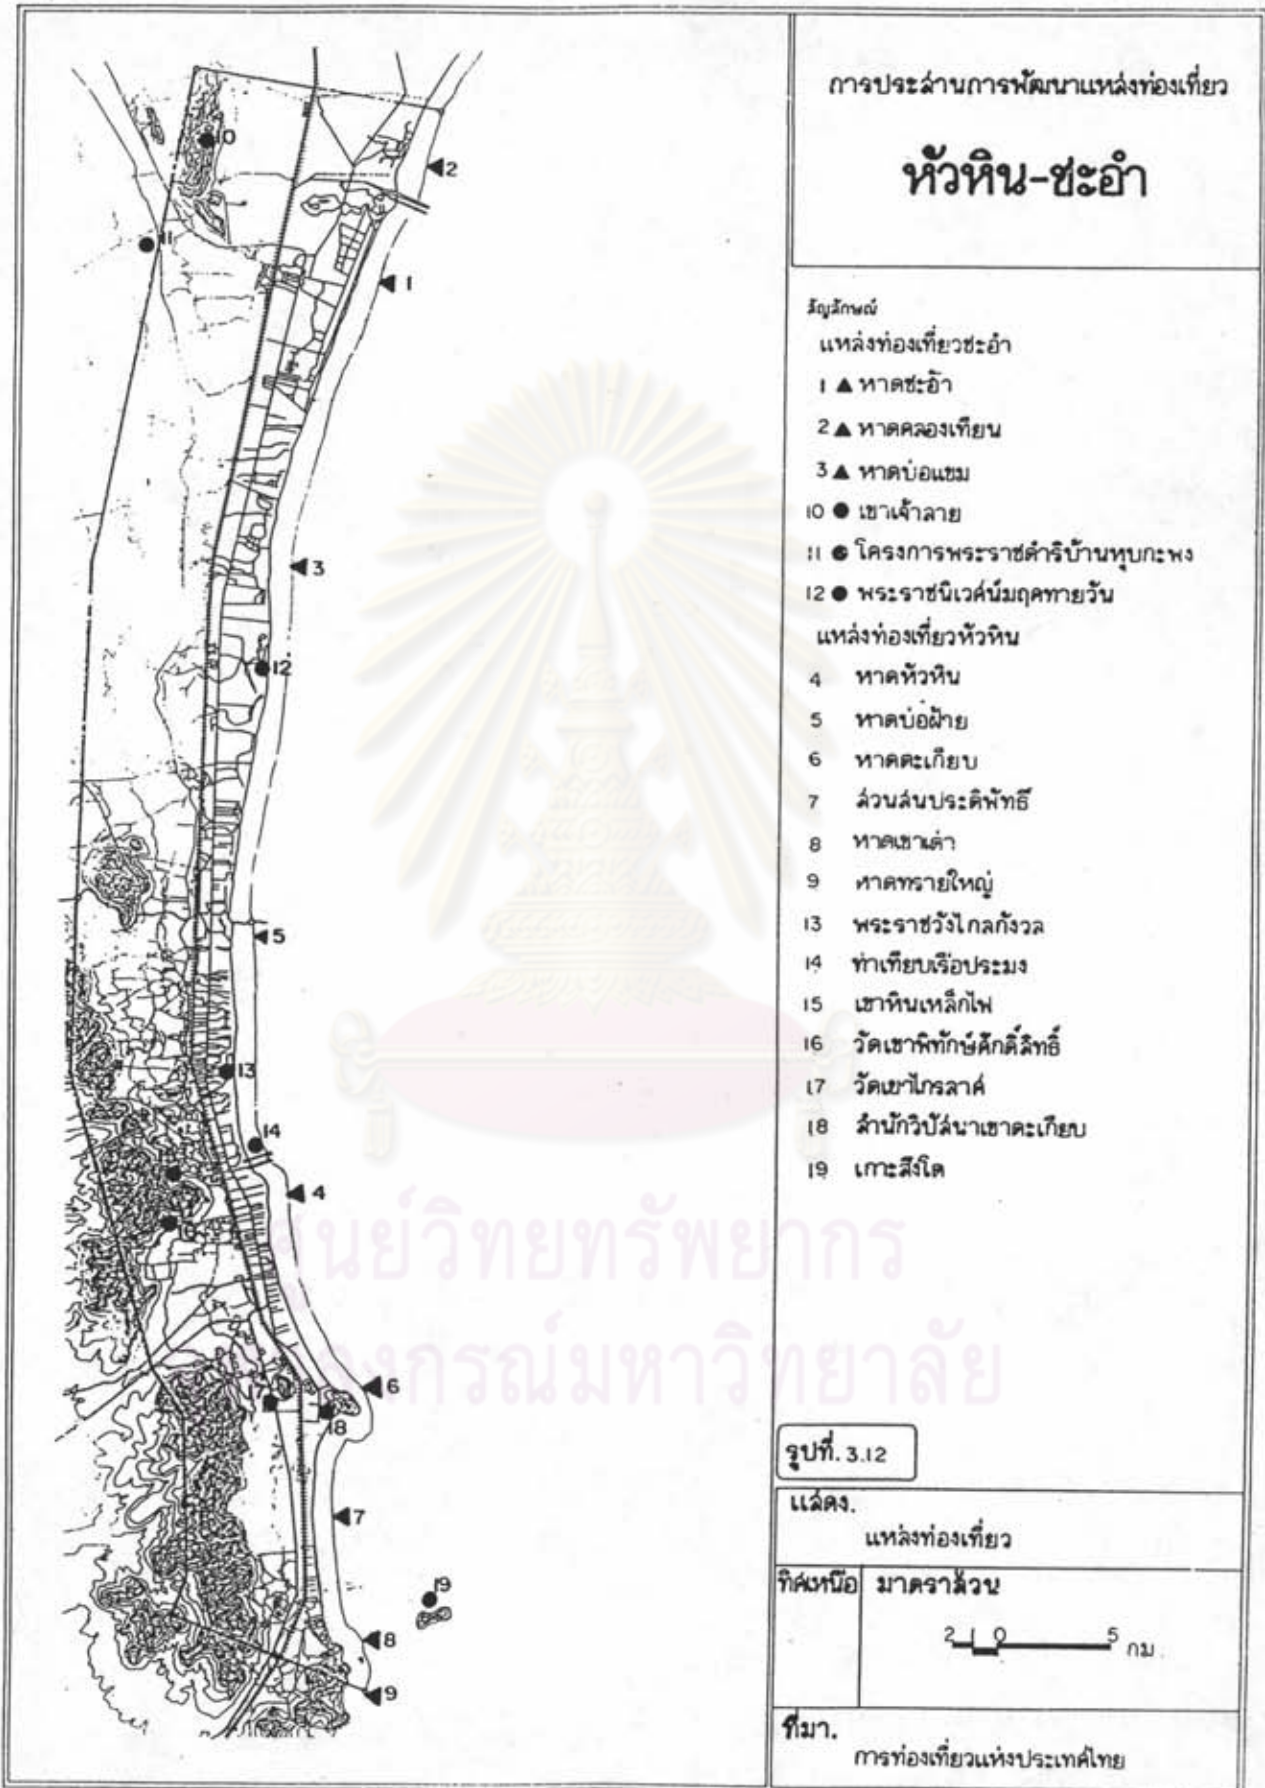 การประสานการพัฒนาแหล่งท่องเที่ยว
หัวหิน-ชะอำ
สัญลักษณ์
แหล่งท่องเที่ยวชะอำ
1 ▲ หาดชะอำ
2 ▲ หาดคลองเทียน
3 ▲ หาดบ่อแขม
10 ● เขาเจ้าลาย
11 ● โครงการพระราชดำริบ้านหุบกะพง
12 ● พระราชนิเวศน์มฤคทายวัน
แหล่งท่องเที่ยวหัวหิน
4 หาดหัวหิน
5 หาดบ่อฝ้าย
6 หาดตะเกียบ
7 สวนสนประดิพัทธิ์
8 หาดเขาเต่า
9 หาดทรายใหญ่
13 พระราชวังไกลกังวล
14 ท่าเทียบเรือประมง
15 เขาหินเหล็กไฟ
16 วัดเขาพิทักษ์ศักดิ์สิทธิ์
17 วัดเขาไกรลาศ
18 สำนักวิปัสนาเขาตะเกียบ
19 เกาะสิงโต
รูปที่. 3.12
แสดง.
แหล่งท่องเที่ยว
ทิศเหนือ มาตราส่วน
2 1 0 5 กม.
ที่มา.
การท่องเที่ยวแห่งประเทศไทย
10
2
11
1
3
12
5
13
14
15
4
16
6
17
18
7
19
8
9
ศูนย์วิทยทรัพยากร
จุฬาลงกรณ์มหาวิทยาลัย